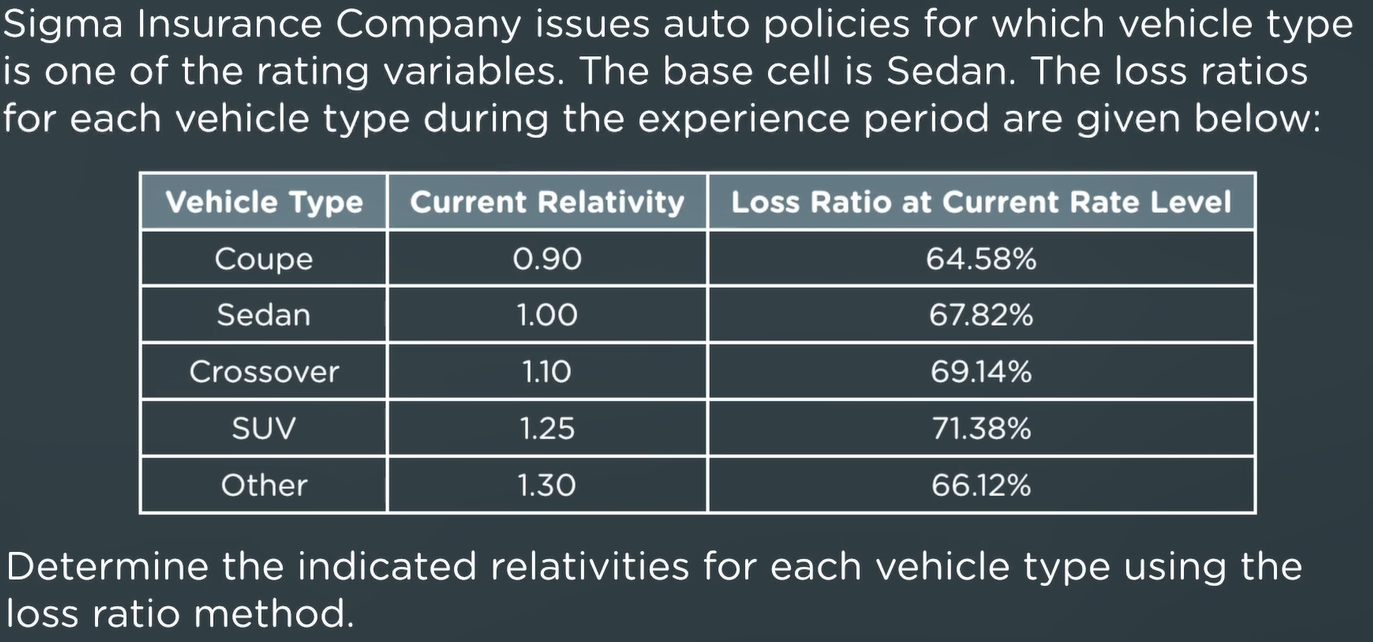 Sigma Insurance Company issues auto policies for which vehicle type
is one of the rating variables. The base cell is Sedan. The loss ratios
for each vehicle type during the experience period are given below:
Vehicle Type Current Relativity Loss Ratio at Current Rate Level
Coupe 0.90 64.58%
Sedan 1.00 67.82%
Crossover 1.10 69.14%
SUV 1.25 71.38%
Other 1.30 66.12%
Determine the indicated relativities for each vehicle type using the
loss ratio method.